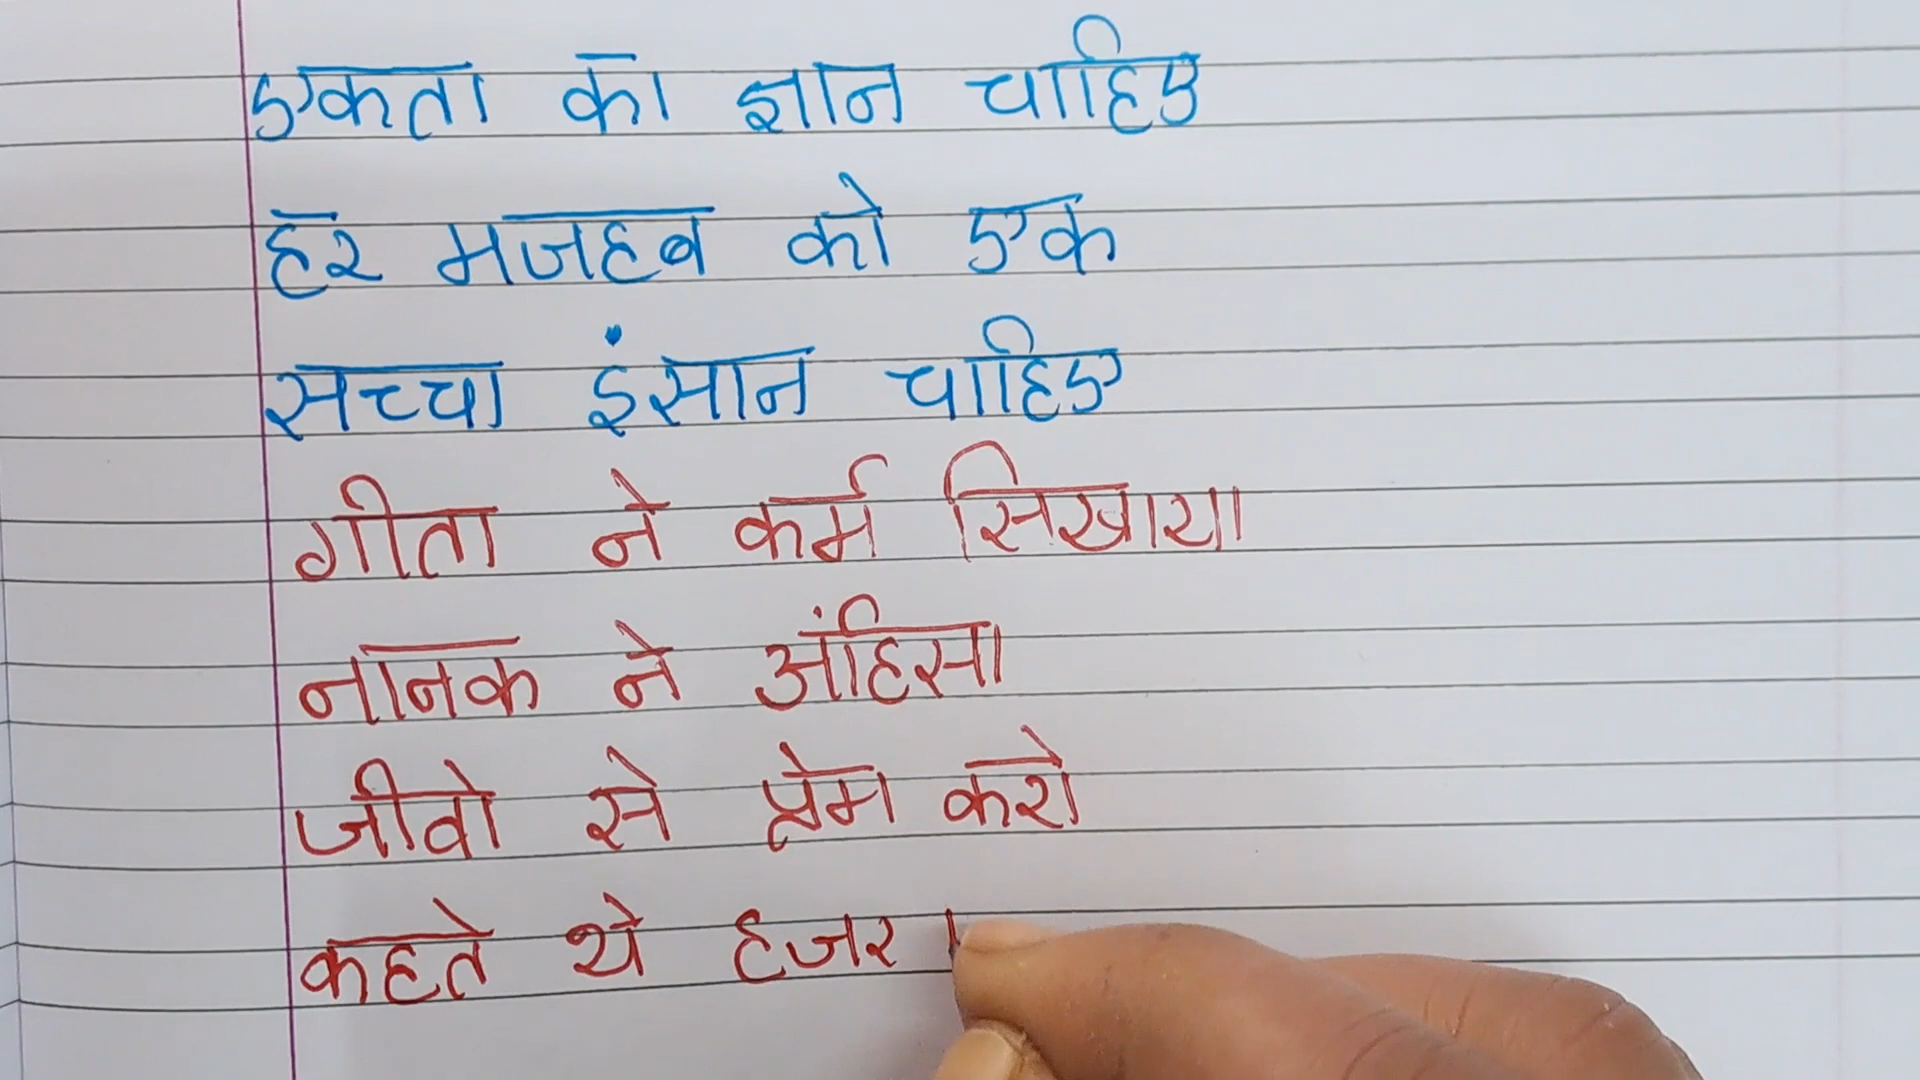 एकता का ज्ञान चाहिए
हर मजहब को एक
सच्चा इंसान चाहिए
गीता ने कर्म सिखाया
नानक ने अंहिसा
जीवो से प्रेम करो
कहते थे हजर